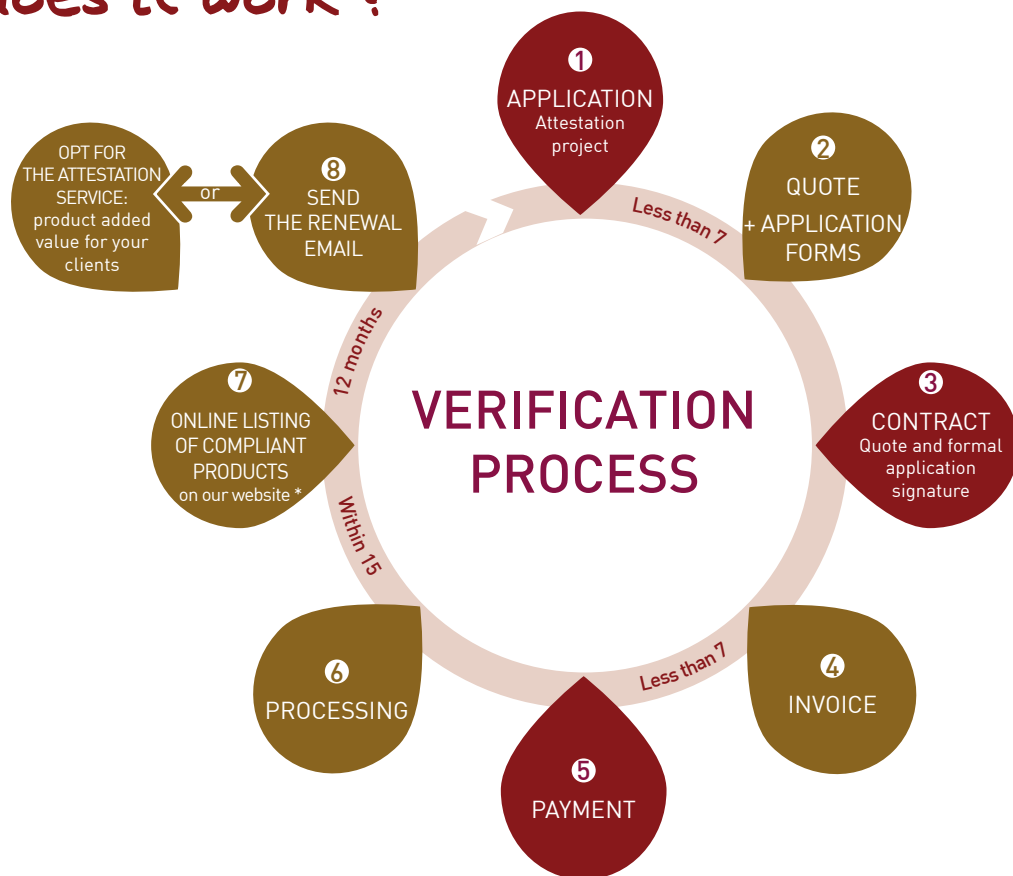 does it work ?
1
APPLICATION
Attestation
project
Less than 7
2
QUOTE
+ APPLICATION
FORMS
3
CONTRACT
Quote and formal
application
signature
4
INVOICE
Less than 7
5
PAYMENT
6
PROCESSING
Within 15
7
ONLINE LISTING
OF COMPLIANT
PRODUCTS
on our website *
12 months
8
SEND
THE RENEWAL
EMAIL
or
OPT FOR
THE ATTESTATION
SERVICE:
product added
value for your
clients
VERIFICATION
PROCESS